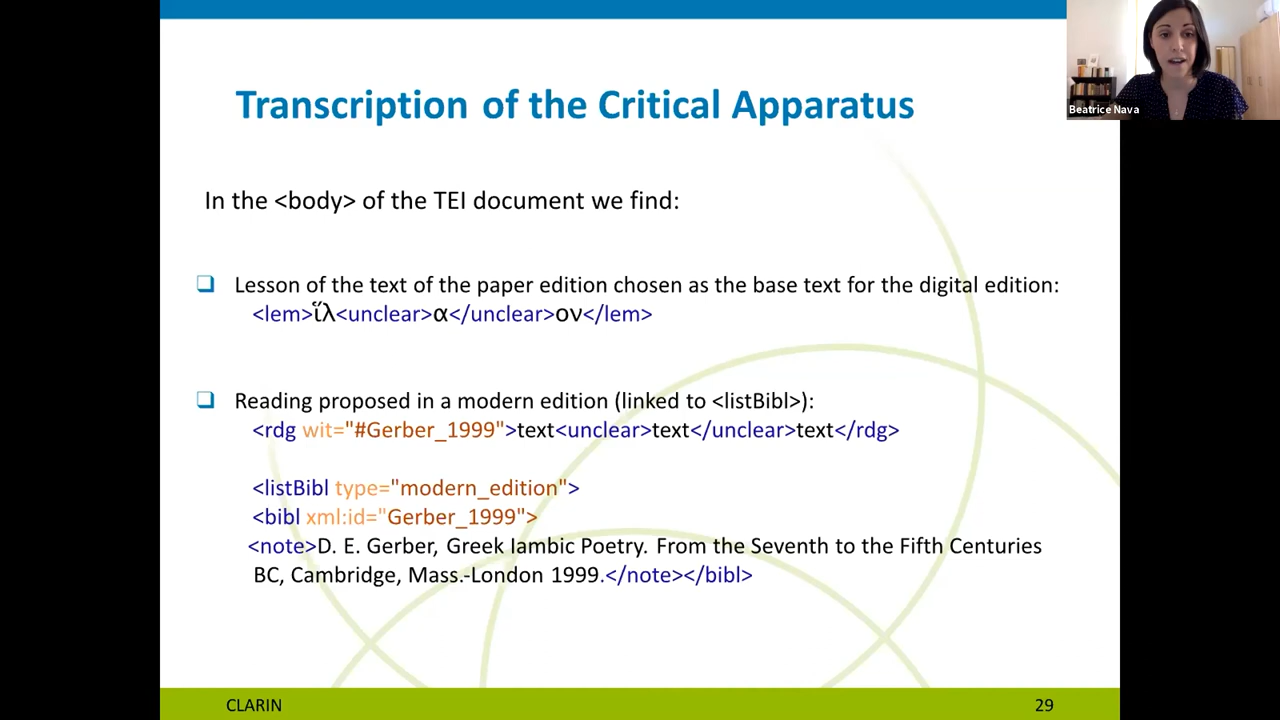 Transcription of the Critical Apparatus
Beatrice Nava
In the <body> of the TEI document we find:
❑ Lesson of the text of the paper edition chosen as the base text for the digital edition:
<lem>ἵλ<unclear>α</unclear>ον</lem>
❑ Reading proposed in a modern edition (linked to <listBibl>):
<rdg wit="#Gerber_1999">text<unclear>text</unclear>text</rdg>
<listBibl type="modern_edition">
<bibl xml:id="Gerber_1999">
<note>D. E. Gerber, Greek Iambic Poetry. From the Seventh to the Fifth Centuries
BC, Cambridge, Mass.-London 1999.</note></bibl>
CLARIN
29